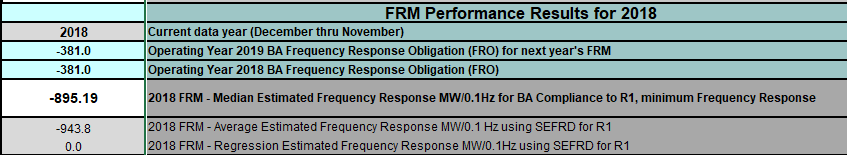 FRM Performance Results for 2018
2018 Current data year (December thru November)
-381.0 Operating Year 2019 BA Frequency Response Obligation (FRO) for next year's FRM
-381.0 Operating Year 2018 BA Frequency Response Obligation (FRO)
-895.19 2018 FRM - Median Estimated Frequency Response MW/0.1Hz for BA Compliance to R1, minimum Frequency Response
-943.8 2018 FRM - Average Estimated Frequency Response MW/0.1 Hz using SEFRD for R1
0.0 2018 FRM - Regression Estimated Frequency Response MW/0.1Hz using SEFRD for R1